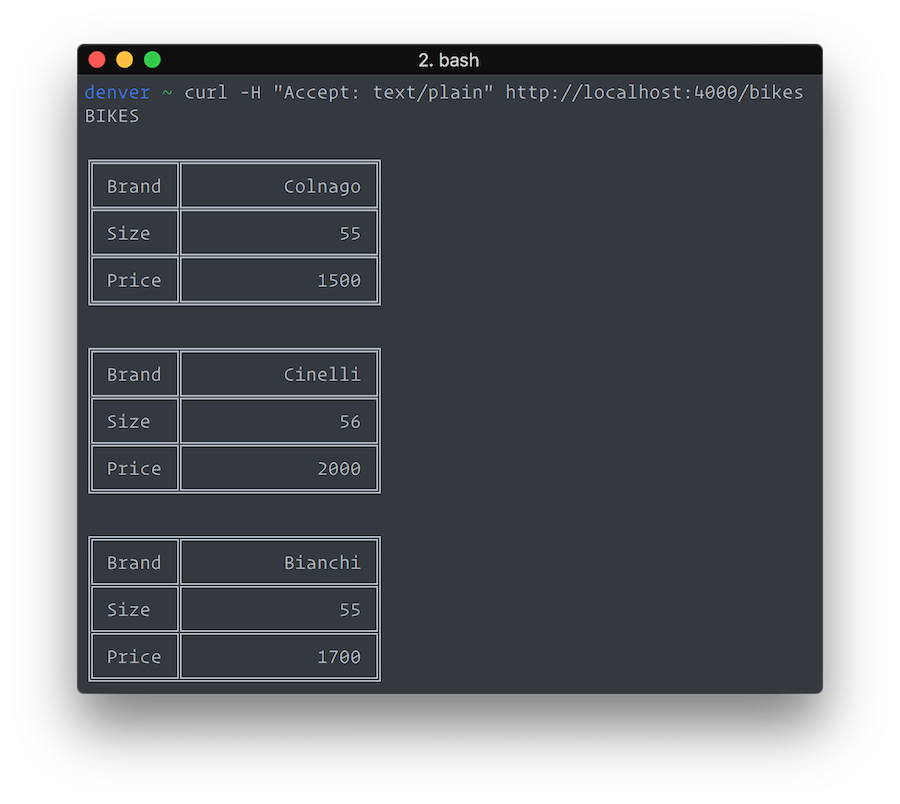 2. bash
denver ~ curl -H "Accept: text/plain" http://localhost:4000/bikes
BIKES
Brand Colnago
Size 55
Price 1500
Brand Cinelli
Size 56
Price 2000
Brand Bianchi
Size 55
Price 1700